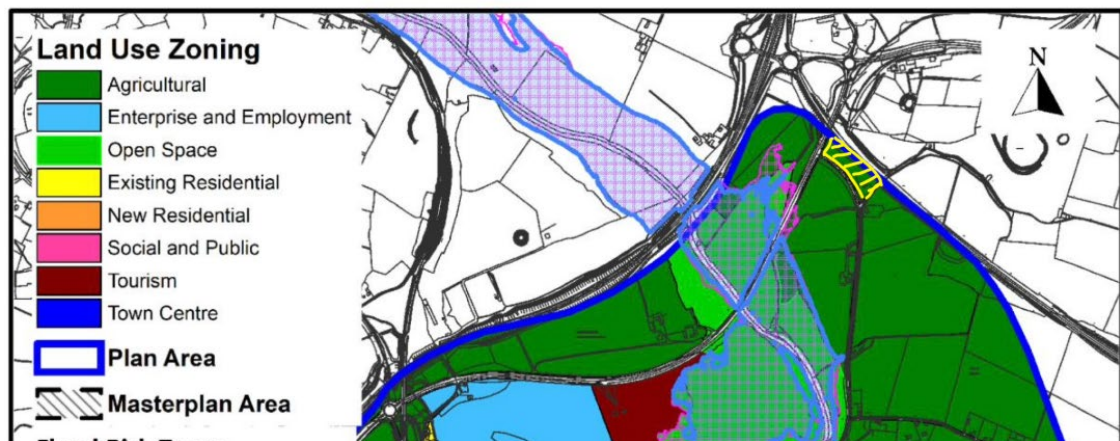 Land Use Zoning
Agricultural
Enterprise and Employment
Open Space
Existing Residential
New Residential
Social and Public
Tourism
Town Centre
Plan Area
Masterplan Area
N